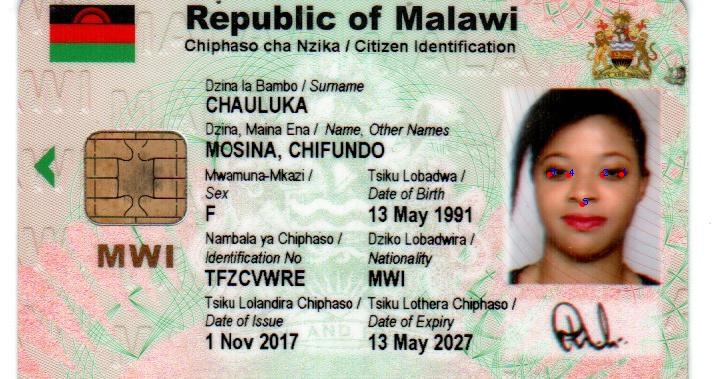 Republic of Malawi
Chiphaso cha Nzika / Citizen Identification
Dzina la Bambo / Surname
CHAULUKA
Dzina, Maina Ena / Name, Other Names
MOSINA, CHIFUNDO
Mwamuna-Mkazi / Tsiku Lobadwa /
Sex Date of Birth
F 13 May 1991
Nambala ya Chiphaso / Dziko Lobadwira /
Identification No Nationality
MWI
TFZCVWRE MWI
Tsiku Lolandira Chiphaso / Tsiku Lothera Chiphaso /
Date of Issue Date of Expiry
1 Nov 2017 13 May 2027